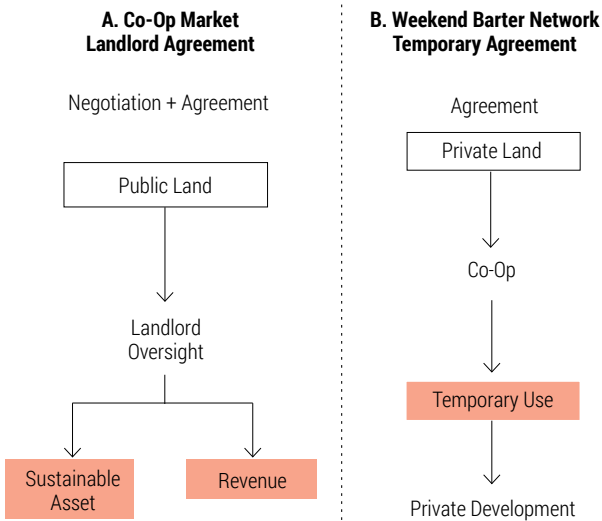 A. Co-Op Market
Landlord Agreement
Negotiation + Agreement
Public Land
Landlord
Oversight
Sustainable
Asset
Revenue
B. Weekend Barter Network
Temporary Agreement
Agreement
Private Land
Co-Op
Temporary Use
Private Development